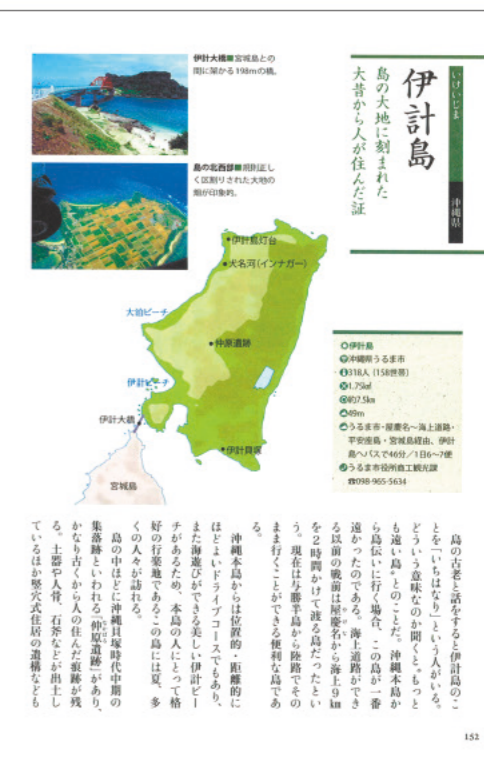 いけいじま
沖縄県
伊計島
島の大地に刻まれた
大昔から人が住んだ証
伊計大橋■宮城島との
間に架かる198mの橋。
島の北西部■規則正し
く区割りされた大地の
畑が印象的。
伊計島灯台
犬名河(インナガー)
大泊ビーチ
仲原遺跡
伊計ビーチ
伊計大橋
伊計貝塚
宮城島
伊計島
沖縄県うるま市
318人(158世帯)
1.75㎢
約7.5㎞
49m
うるま市・屋慶名〜海上道路・
平安座島・宮城島経由、伊計
島へバスで46分/1日6〜7便
うるま市役所商工観光課
☎098-965-5634
島の古老と話をすると伊計島のこ
とを「いちはなり」という人がいる。
どういう意味なのか聞くと〝もっと
も遠い島〟とのことだ。沖縄本島か
ら島伝いに行く場合、この島が一番
遠かったのである。海上道路ができ
る以前の戦前は屋慶名から海上9㎞
やけな
を2時間かけて渡る島だったとい
う。現在は与勝半島から陸路でその
まま行くことができる便利な島であ
る。
沖縄本島からは位置的・距離的に
ほどよいドライブコースでもあり、
また海遊びができる美しい伊計ビー
チがあるため、本島の人にとって格
好の行楽地であるこの島には夏、多
くの人々が訪れる。
島の中ほどに沖縄貝塚時代中期の
集落跡といわれる「仲原遺跡」があり、
なかばる
かなり古くから人の住んだ痕跡が残
る。土器や人骨、石斧などが出土し
ているほか竪穴式住居の遺構なども
152